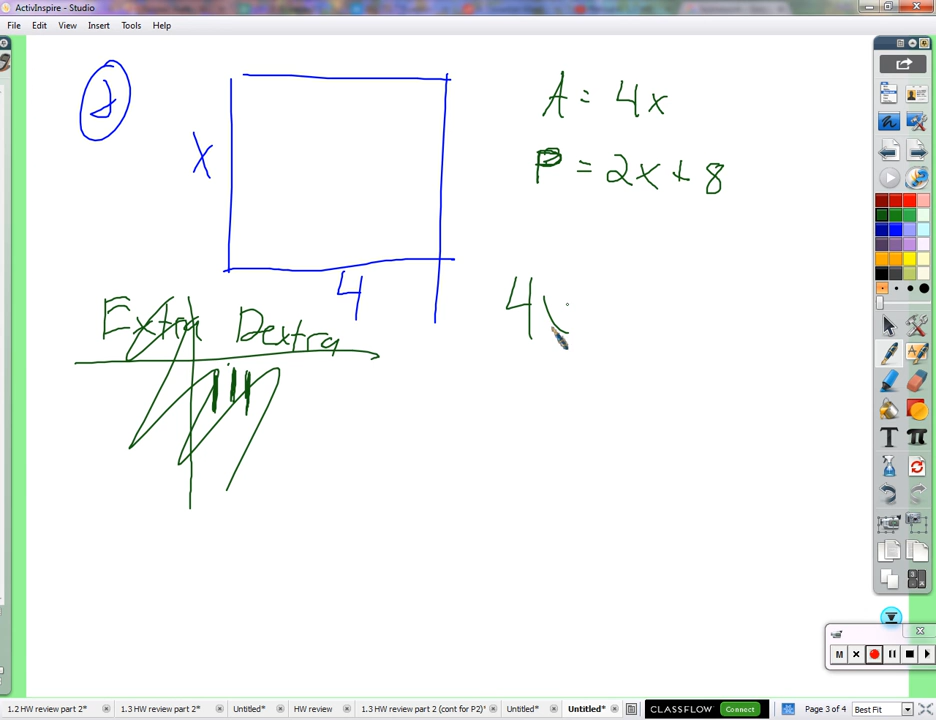 ActivInspire - Studio
File Edit View Insert Tools Help
2
x
A = 4x
P = 2x + 8
4
4
Extra Dextra
T
π
M
Page 3 of 4
Best Fit
1.2 HW review part 2*
1.3 HW review part 2*
Untitled*
HW review
1.3 HW review part 2 (cont for P2)*
Untitled*
Untitled*
CLASSFLOW
Connect